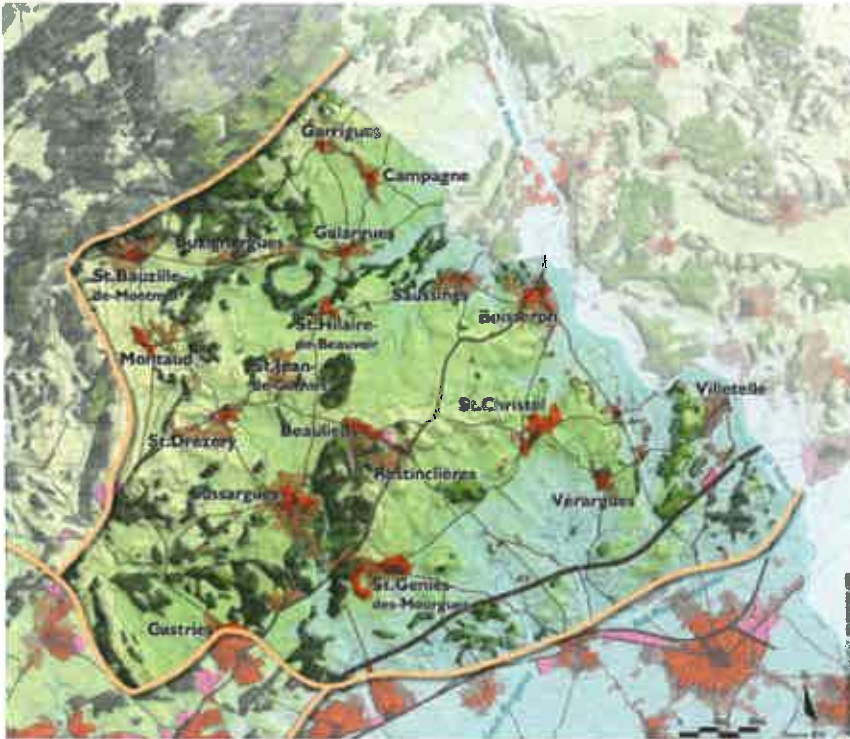 Garrigues
Campagne
Galargues
Buzignargues
St.Bauzille-
de-Montmel
Saussines
Boisseron
St.Hilaire-
de-Beauvoir
Montaud
St.Jean-
de-Cornies
Villetelle
St.Christol
Beaulieu
St.Drézery
Restinclières
Sussargues
Vérargues
St.Geniès
des-Mourgues
Castries